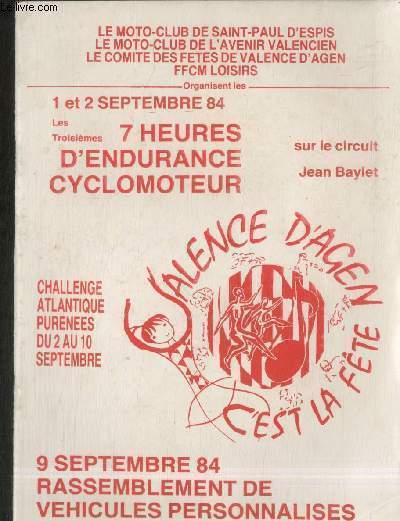 LE MOTO-CLUB DE SAINT-PAUL D'ESPIS
LE MOTO-CLUB DE L'AVENIR VALENCIEN
LE COMITE DES FETES DE VALENCE D'AGEN
FFCM LOISIRS
Organisent les
1 et 2 SEPTEMBRE 84
Les
Troisièmes
7 HEURES
D'ENDURANCE
CYCLOMOTEUR
sur le circuit
Jean Baylet
VALENCE D'AGEN
C'EST LA FÊTE
CHALLENGE
ATLANTIQUE
PURENEES
DU 2 AU 10
SEPTEMBRE
9 SEPTEMBRE 84
RASSEMBLEMENT DE
VEHICULES PERSONNALISES